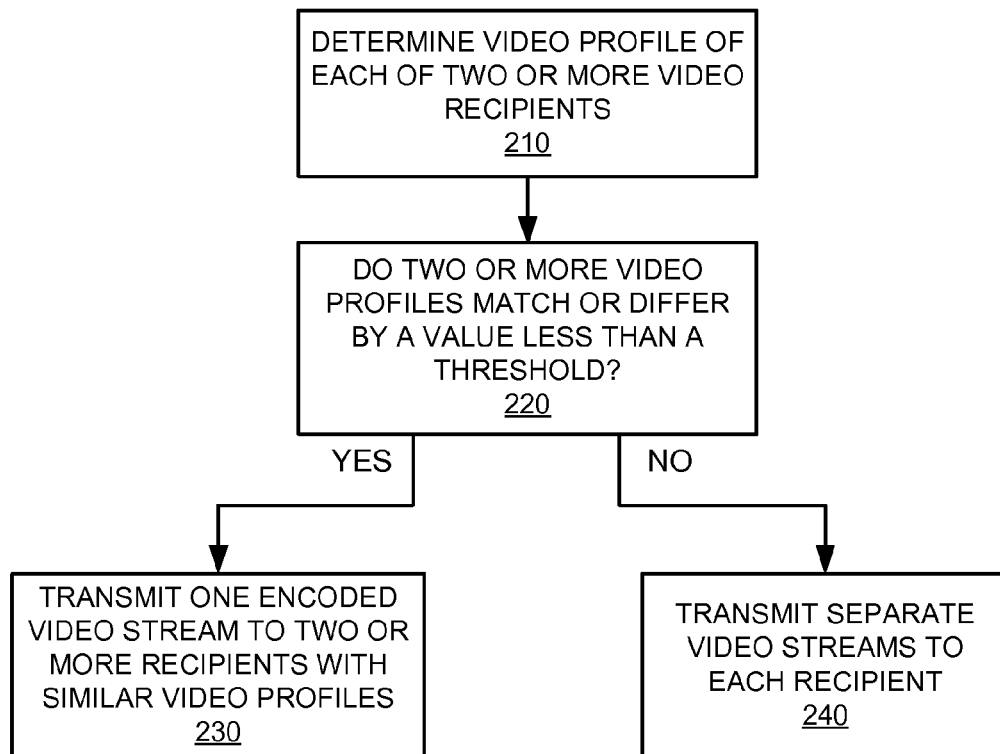 DETERMINE VIDEO PROFILE OF
EACH OF TWO OR MORE VIDEO
RECIPIENTS
210
DO TWO OR MORE VIDEO
PROFILES MATCH OR DIFFER
BY A VALUE LESS THAN A
THRESHOLD?
220
YES
NO
TRANSMIT ONE ENCODED
VIDEO STREAM TO TWO OR
MORE RECIPIENTS WITH
SIMILAR VIDEO PROFILES
230
TRANSMIT SEPARATE
VIDEO STREAMS TO
EACH RECIPIENT
240